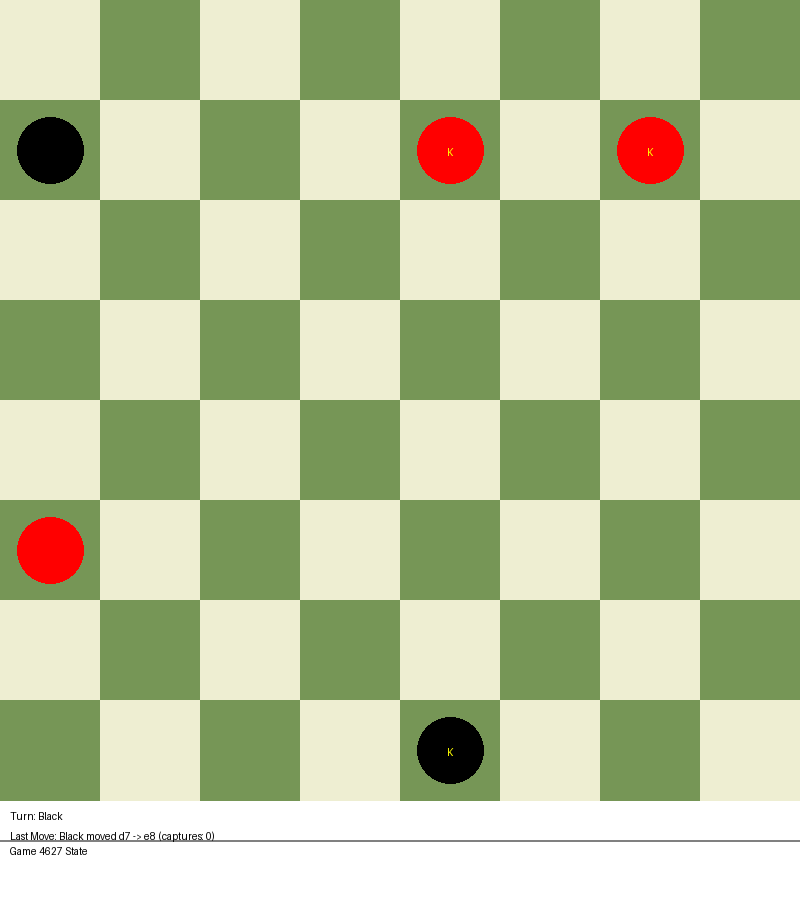 K
K
K
Turn: Black
Last Move: Black moved d7 -> e8 (captures: 0)
Game 4627 State